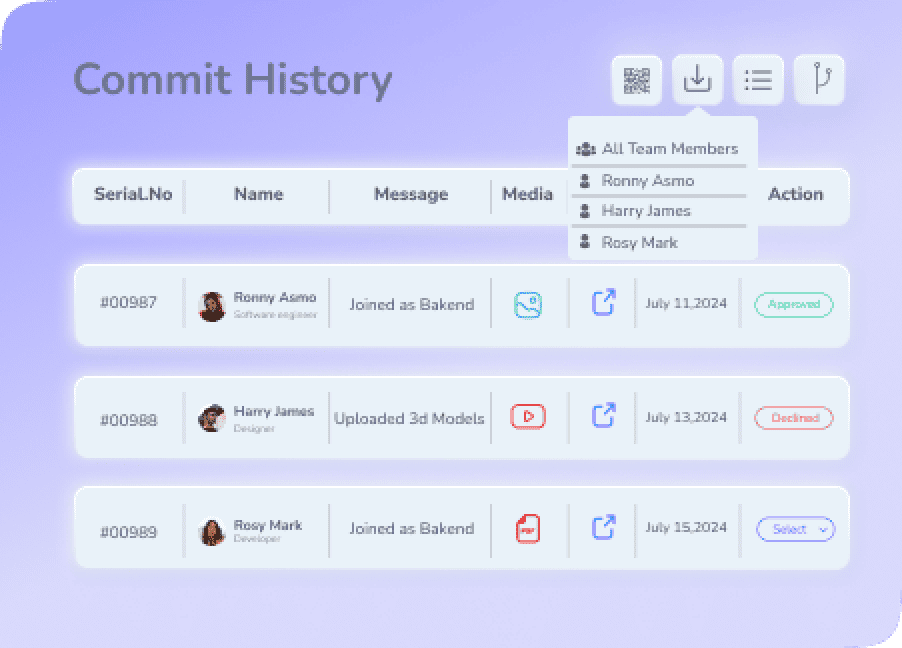 Commit History
All Team Members
Ronny Asmo
Harry James
Rosy Mark
Serial.No Name Message Media Action
#00987 Ronny Asmo Joined as Bakend July 11,2024 Approved
Software engineer
#00988 Harry James Uploaded 3d Models July 13,2024 Declined
Designer
#00989 Rosy Mark Joined as Bakend PDF July 15,2024 Select
Developer